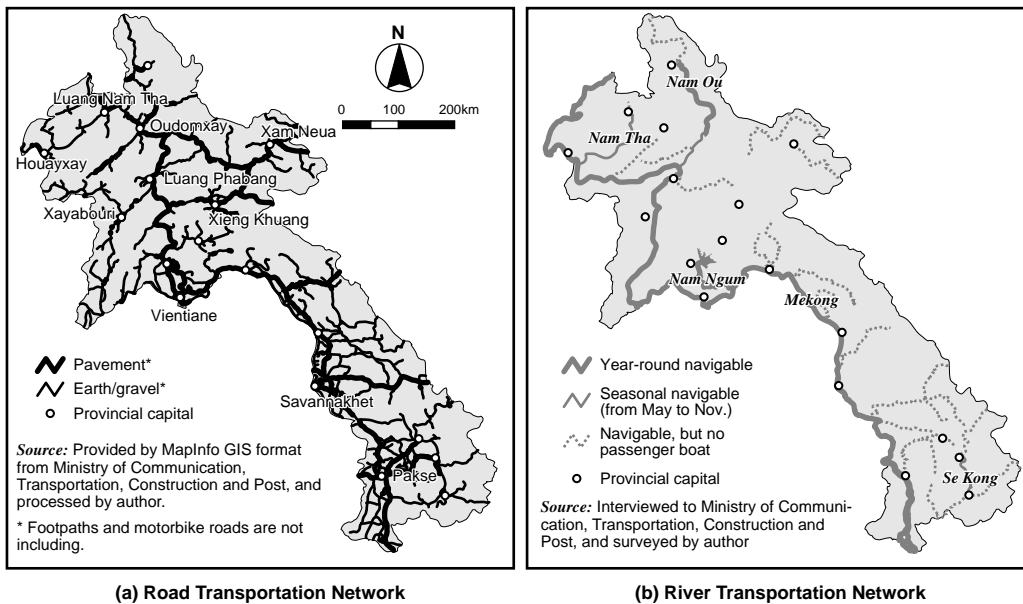 N
0 100 200km
Luang Nam Tha
Oudomxay
Xam Neua
Houayxay
Luang Phabang
Xayabouri
Xieng Khuang
Vientiane
Savannakhet
Pakse
Pavement*
Earth/gravel*
Provincial capital
Source: Provided by MapInfo GIS format
from Ministry of Communication,
Transportation, Construction and Post, and
processed by author.
* Footpaths and motorbike roads are not
including.
(a) Road Transportation Network
Nam Ou
Nam Tha
Nam Ngum
Mekong
Se Kong
Year-round navigable
Seasonal navigable
(from May to Nov.)
Navigable, but no
passenger boat
Provincial capital
Source: Interviewed to Ministry of Communi-
cation, Transportation, Construction and
Post, and surveyed by author
(b) River Transportation Network